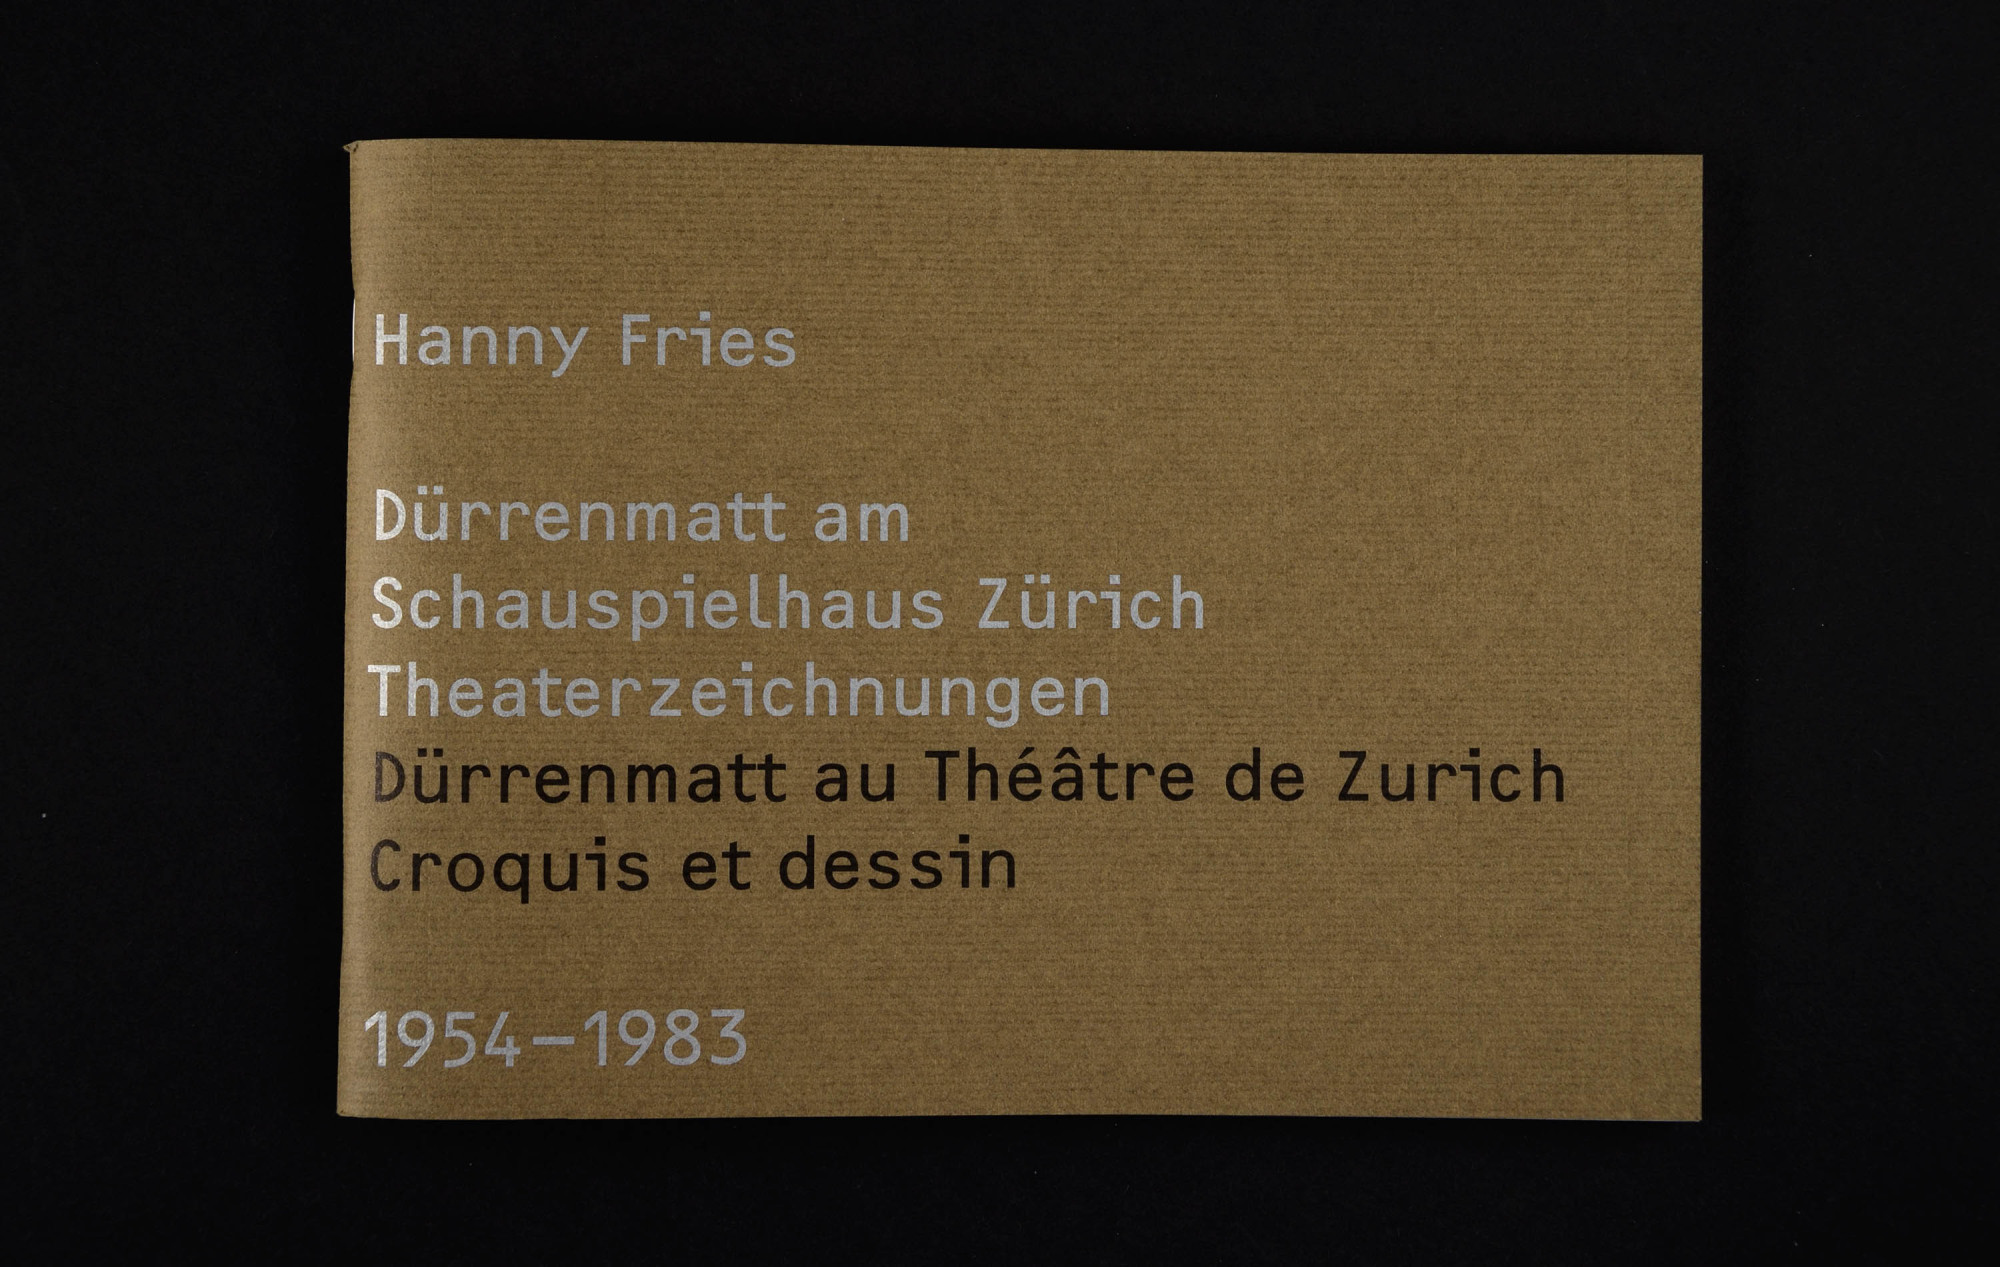 Hanny Fries
Dürrenmatt am
Schauspielhaus Zürich
Theaterzeichnungen
Dürrenmatt au Théâtre de Zurich
Croquis et dessin
1954–1983